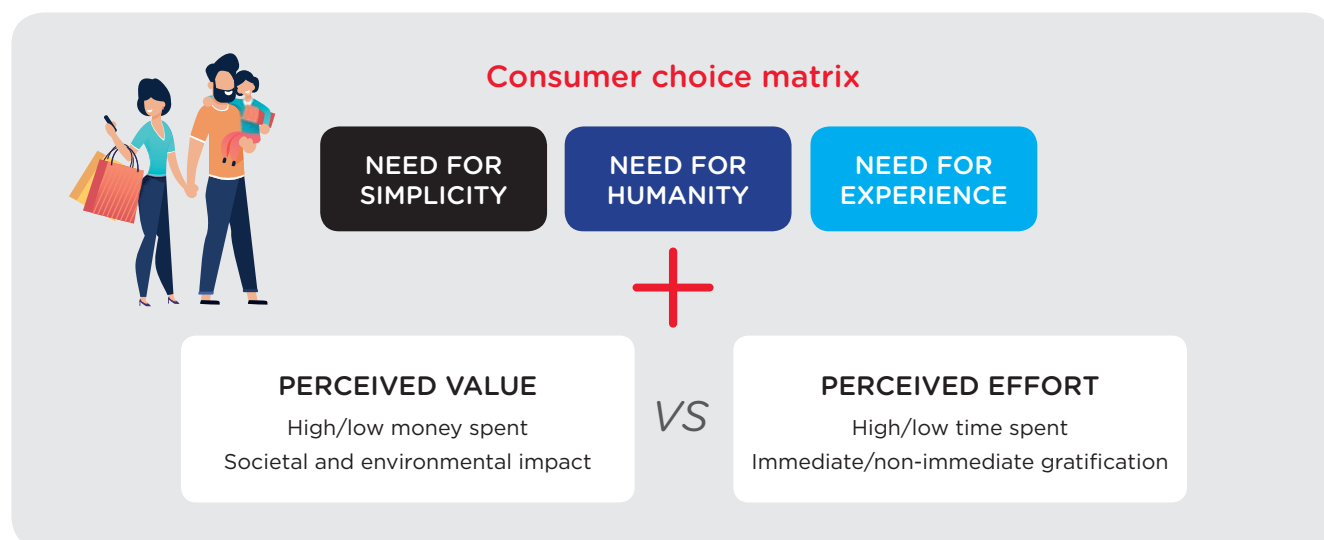 Consumer choice matrix
NEED FOR
SIMPLICITY
NEED FOR
HUMANITY
NEED FOR
EXPERIENCE
PERCEIVED VALUE
High/low money spent
Societal and environmental impact
VS
PERCEIVED EFFORT
High/low time spent
Immediate/non-immediate gratification